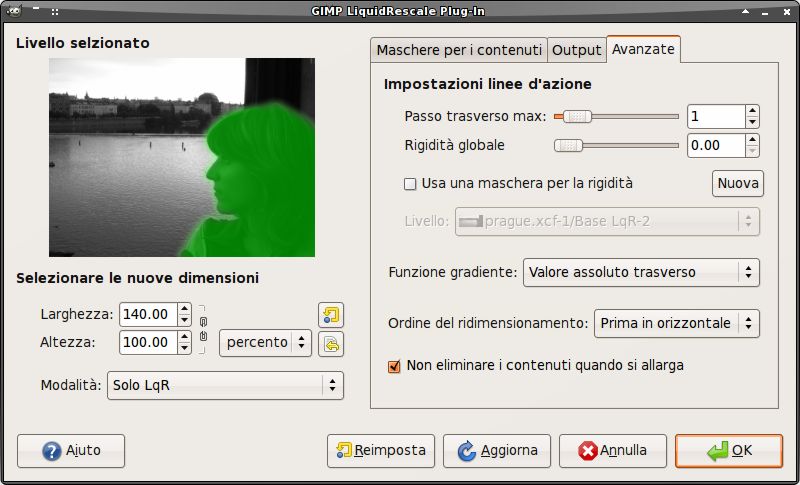 GIMP LiquidRescale Plug-In
Livello selzionato
Maschere per i contenuti Output Avanzate
Impostazioni linee d'azione
Passo trasverso max: 1
Rigidità globale 0.00
Usa una maschera per la rigidità Nuova
Livello: prague.xcf-1/Base LqR-2
Selezionare le nuove dimensioni
Funzione gradiente: Valore assoluto trasverso
Larghezza: 140.00
Altezza: 100.00 percento
Ordine del ridimensionamento: Prima in orizzontale
Non eliminare i contenuti quando si allarga
Modalità: Solo LqR
Aiuto Reimposta Aggiorna Annulla OK